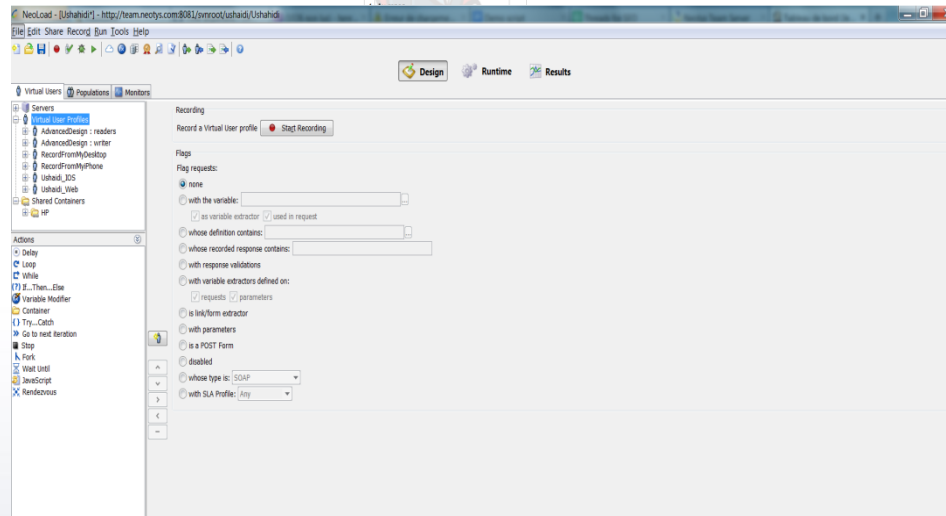 NeoLoad - [Ushahidi*] - http://team.neotys.com:8081/svnroot/ushaidi/Ushahidi
File Edit Share Record Run Tools Help
Design Runtime Results
Virtual Users Populations Monitors
Servers
Virtual User Profiles
AdvancedDesign : readers
AdvancedDesign : writer
RecordFromMyDesktop
RecordFromMyiPhone
Ushaidi_IOS
Ushaidi_Web
Shared Containers
HP
Actions
Delay
Loop
While
If...Then...Else
Variable Modifier
Container
Try...Catch
Go to next iteration
Stop
Fork
Wait Until
JavaScript
Rendezvous
Recording
Record a Virtual User profile Start Recording
Flags
Flag requests:
none
with the variable: ...
as variable extractor used in request
whose definition contains: ...
whose recorded response contains:
with response validations
with variable extractors defined on:
requests parameters
is link/form extractor
with parameters
is a POST Form
disabled
whose type is: SOAP
with SLA Profile: Any